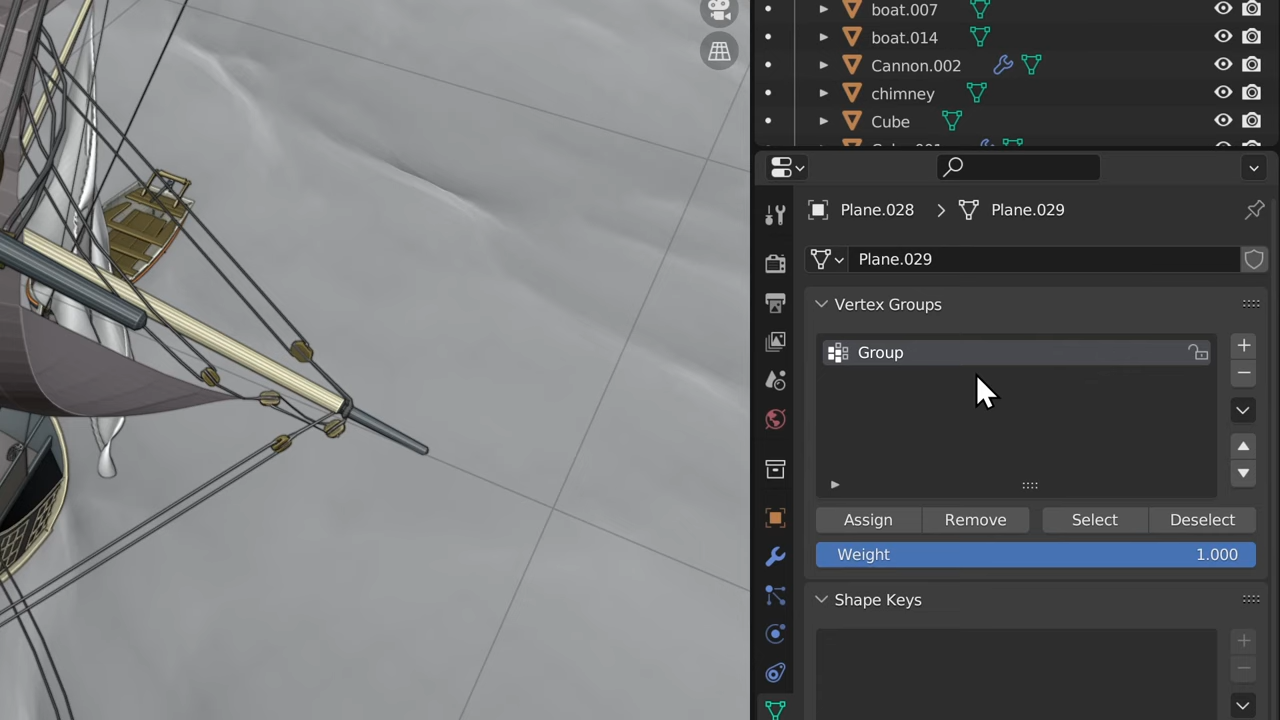 boat.007
boat.014
Cannon.002
chimney
Cube
Plane.028 > Plane.029
Plane.029
Vertex Groups
Group
Assign Remove Select Deselect
Weight 1.000
Shape Keys